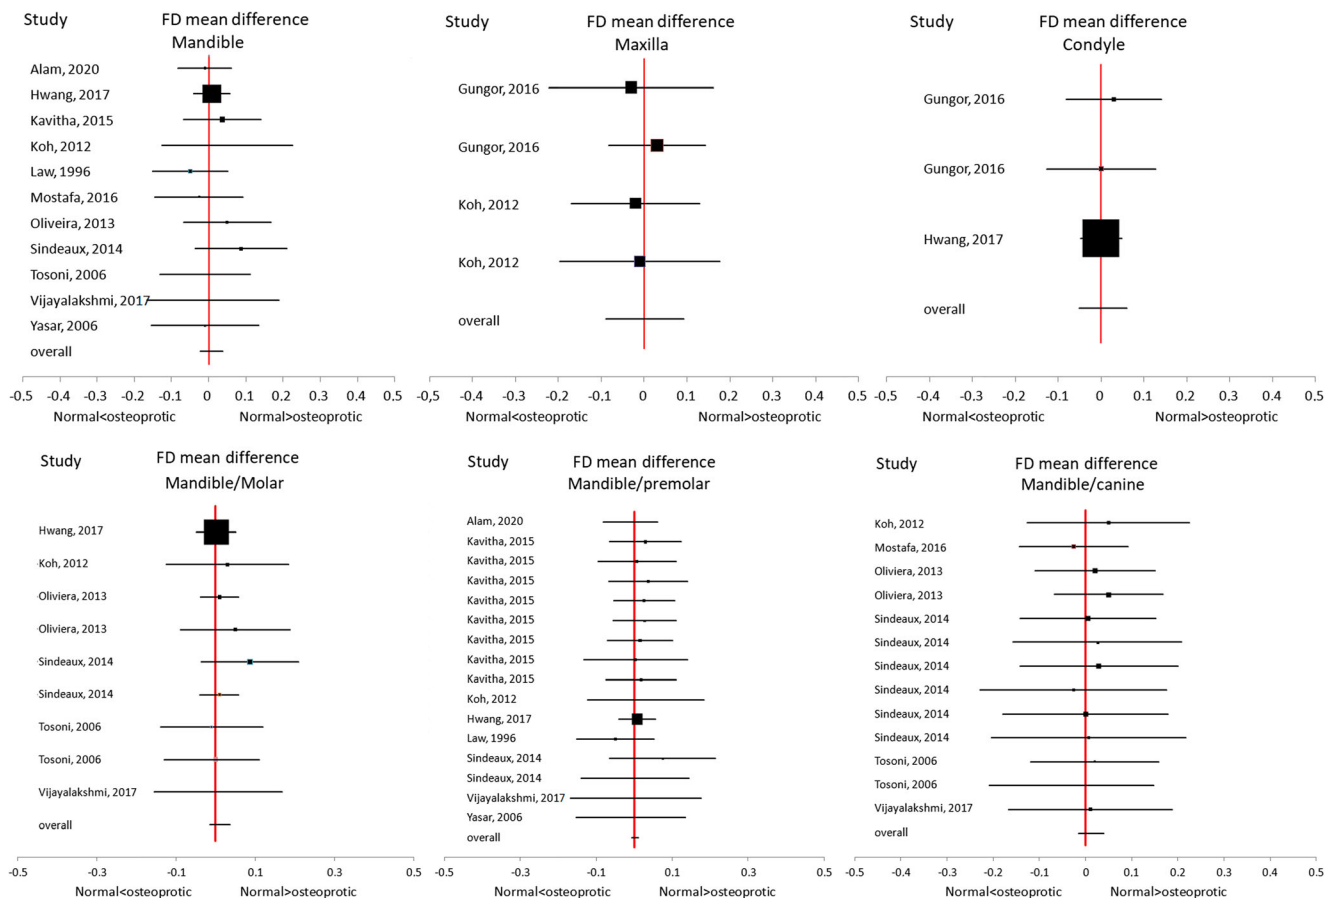 Study
FD mean difference
Mandible
Alam, 2020
Hwang, 2017
Kavitha, 2015
Koh, 2012
Law, 1996
Mostafa, 2016
Oliveira, 2013
Sindeaux, 2014
Tosoni, 2006
Vijayalakshmi, 2017
Yasar, 2006
overall
-0.5 -0.4 -0.3 -0.2 -0.1 0 0.1 0.2 0.3 0.4 0.5
Normal<osteoprotic Normal>osteoprotic
Study
FD mean difference
Maxilla
Gungor, 2016
Gungor, 2016
Koh, 2012
Koh, 2012
overall
-0,5 -0.4 -0.3 -0.2 -0.1 0 0.1 0.2 0.3 0.4 0.5
Normal<osteoprotic Normal>osteoprotic
Study
FD mean difference
Condyle
Gungor, 2016
Gungor, 2016
Hwang, 2017
overall
-0.5 -0.4 -0.3 -0.2 -0.1 0 0.1 0.2 0.3 0.4 0.5
Normal<osteoprotic Normal>osteoprotic
Study
FD mean difference
Mandible/Molar
Hwang, 2017
Koh, 2012
Oliviera, 2013
Oliviera, 2013
Sindeaux, 2014
Sindeaux, 2014
Tosoni, 2006
Tosoni, 2006
Vijayalakshmi, 2017
overall
-0.5 -0.3 -0.1 0.1 0.3 0.5
Normal<osteoprotic Normal>osteoprotic
Study
FD mean difference
Mandible/premolar
Alam, 2020
Kavitha, 2015
Kavitha, 2015
Kavitha, 2015
Kavitha, 2015
Kavitha, 2015
Kavitha, 2015
Kavitha, 2015
Kavitha, 2015
Koh, 2012
Hwang, 2017
Law, 1996
Sindeaux, 2014
Sindeaux, 2014
Vijayalakshmi, 2017
Yasar, 2006
overall
-0.5 -0.3 -0.1 0.1 0.3 0.5
Normal<osteoprotic Normal>osteoprotic
Study
FD mean difference
Mandible/canine
Koh, 2012
Mostafa, 2016
Oliviera, 2013
Oliviera, 2013
Sindeaux, 2014
Sindeaux, 2014
Sindeaux, 2014
Sindeaux, 2014
Sindeaux, 2014
Sindeaux, 2014
Tosoni, 2006
Tosoni, 2006
Vijayalakshmi, 2017
overall
-0.5 -0.4 -0.3 -0.2 -0.1 0 0.1 0.2 0.3 0.4 0.5
Normal<osteoprotic Normal>osteoprotic